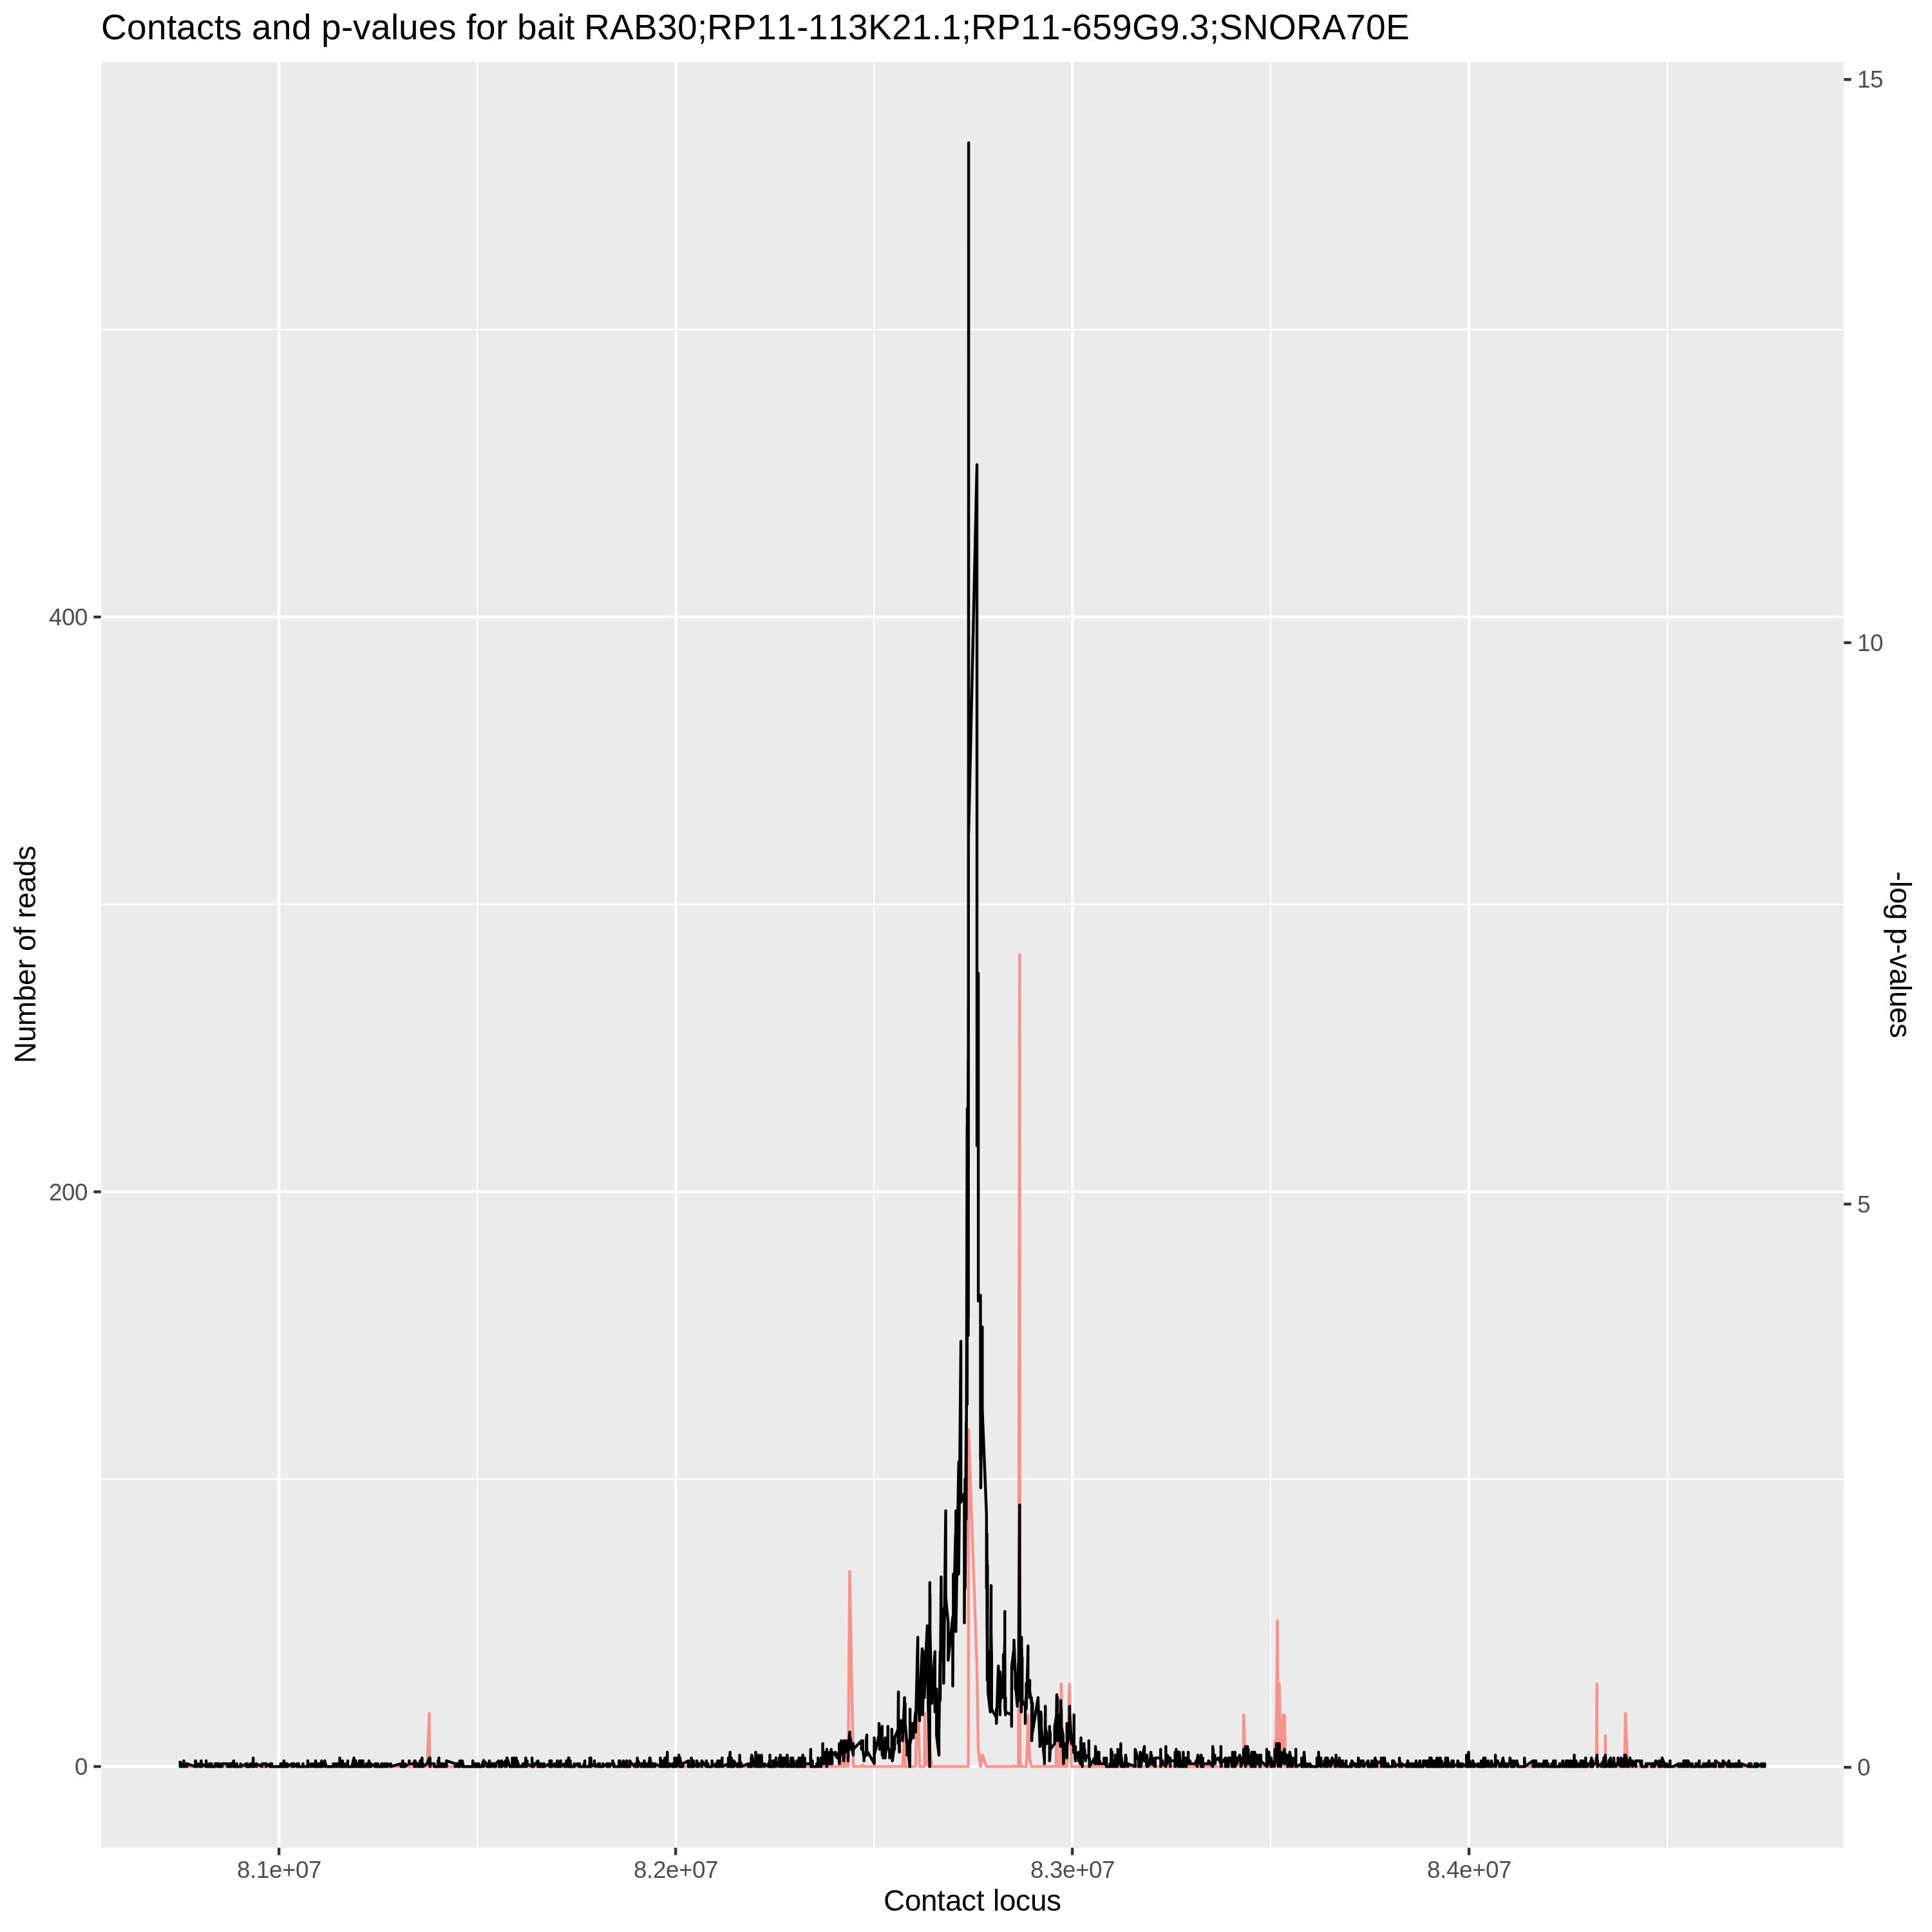 Contacts and p-values for bait RAB30;RP11-113K21.1;RP11-659G9.3;SNORA70E
15
400
10
Number of reads
-log p-values
200
5
0
0
8.1e+07
8.2e+07
8.3e+07
8.4e+07
Contact locus